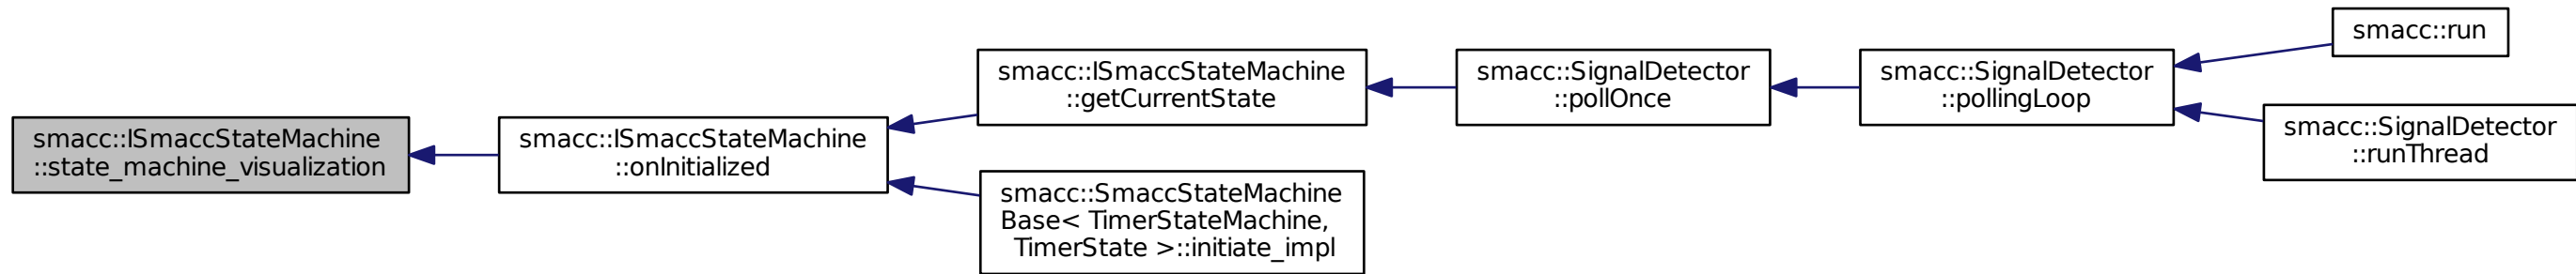 smacc::ISmaccStateMachine
::state_machine_visualization
smacc::ISmaccStateMachine
::onInitialized
smacc::ISmaccStateMachine
::getCurrentState
smacc::SignalDetector
::pollOnce
smacc::SignalDetector
::pollingLoop
smacc::run
smacc::SignalDetector
::runThread
smacc::SmaccStateMachine
Base< TimerStateMachine,
TimerState >::initiate_impl